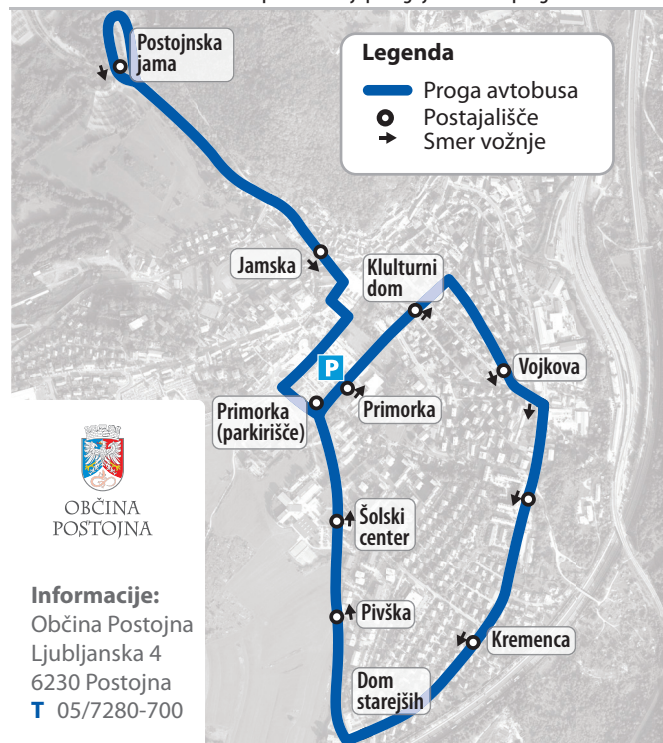 Postojnska
jama
Legenda
Proga avtobusa
Postajališče
Smer vožnje
Jamska
Klulturni
dom
Vojkova
P
Primorka
(parkirišče)
Primorka
Šolski
center
Pivška
Kremenca
Dom
starejših
OBČINA
POSTOJNA
Informacije:
Občina Postojna
Ljubljanska 4
6230 Postojna
T 05/7280-700